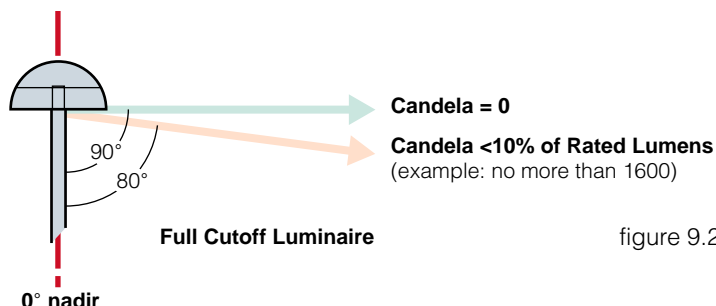 Candela = 0
Candela <10% of Rated Lumens
(example: no more than 1600)
90°
80°
Full Cutoff Luminaire
figure 9.2
0° nadir